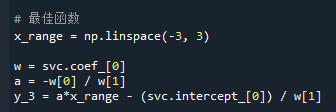 # 最佳函数
x_range = np.linspace(-3, 3)
w = svc.coef_[0]
a = -w[0] / w[1]
y_3 = a*x_range - (svc.intercept_[0]) / w[1]